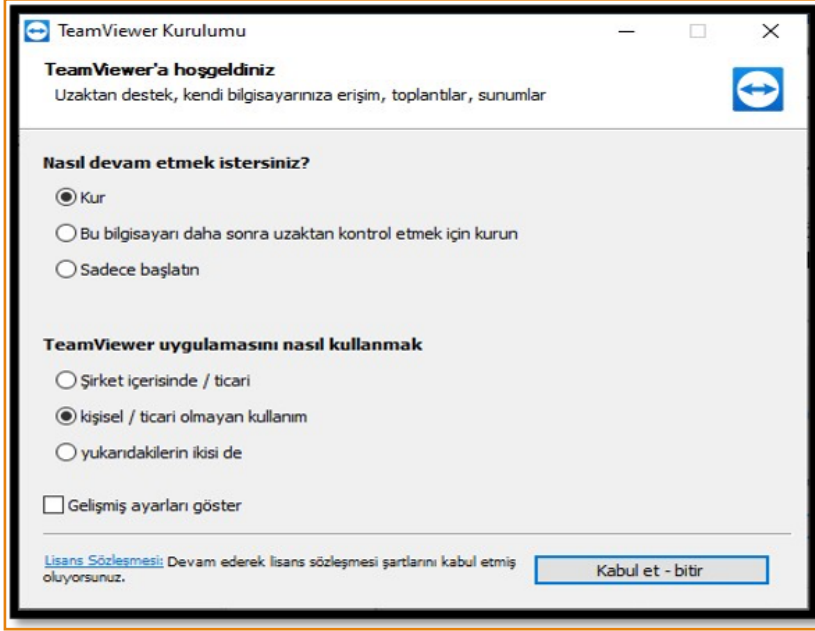 TeamViewer Kurulumu
TeamViewer'a hoşgeldiniz
Uzaktan destek, kendi bilgisayarınıza erişim, toplantılar, sunumlar
Nasıl devam etmek istersiniz?
Kur
Bu bilgisayarı daha sonra uzaktan kontrol etmek için kurun
Sadece başlatın
TeamViewer uygulamasını nasıl kullanmak
Şirket içerisinde / ticari
kişisel / ticari olmayan kullanım
yukarıdakilerin ikisi de
Gelişmiş ayarları göster
Lisans Sözleşmesi: Devam ederek lisans sözleşmesi şartlarını kabul etmiş
oluyorsunuz.
Kabul et - bitir